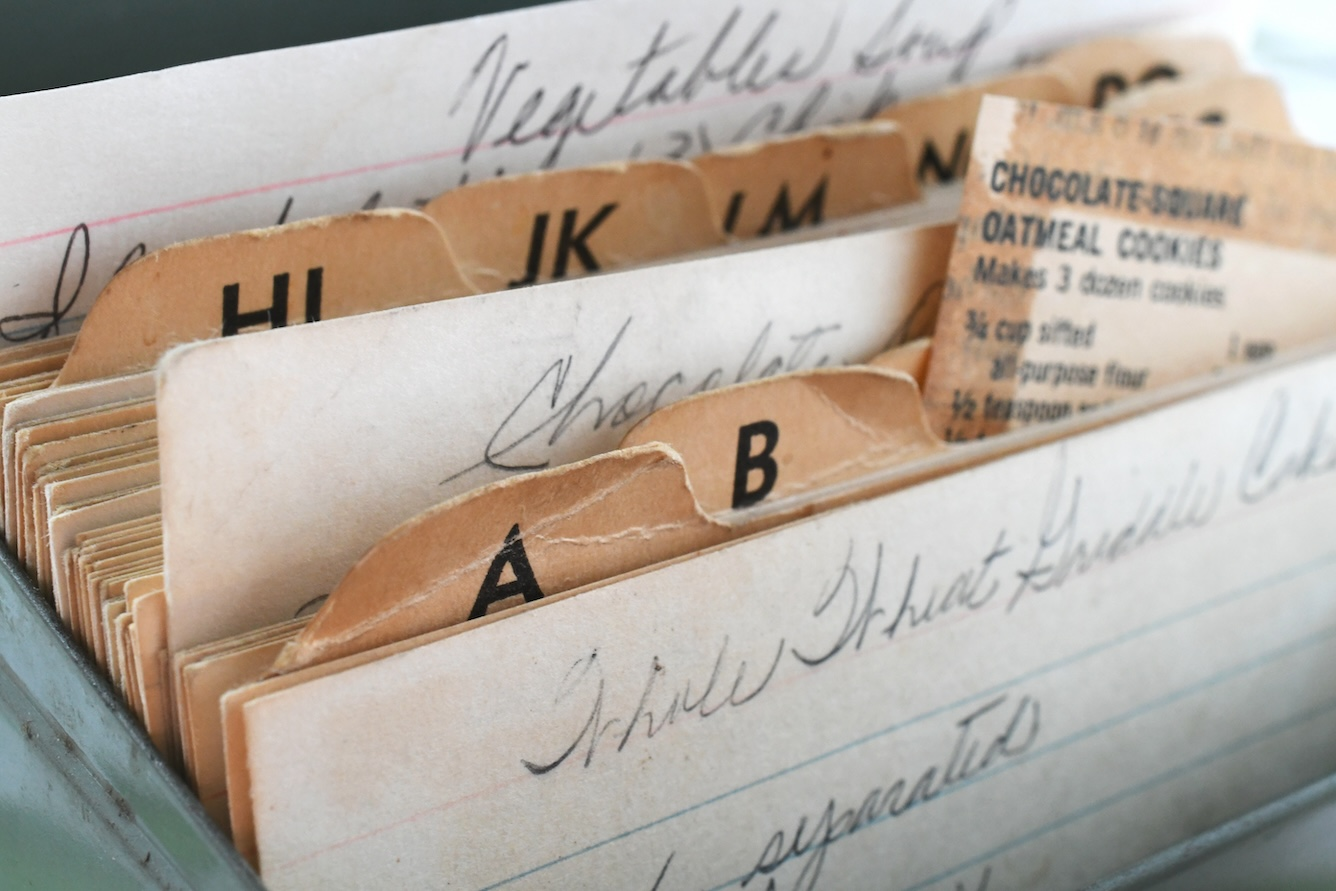 Vegetable Soup
HI
JK
LM
N
CHOCOLATE-SQUARE
OATMEAL COOKIES
Makes 3 dozen cookies
¾ cup sifted
all-purpose flour
½ teaspoon
Chocolate
B
A
Whole Wheat Griddle Cake
separated